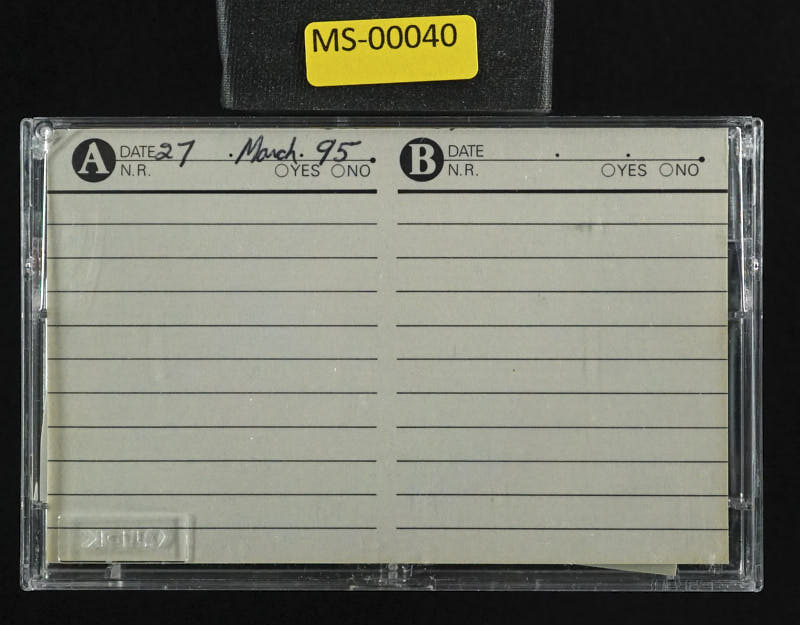 MS-00040
A DATE 27 . March. 95 .
N.R. ○YES ○NO
B DATE . . .
N.R. ○YES ○NO